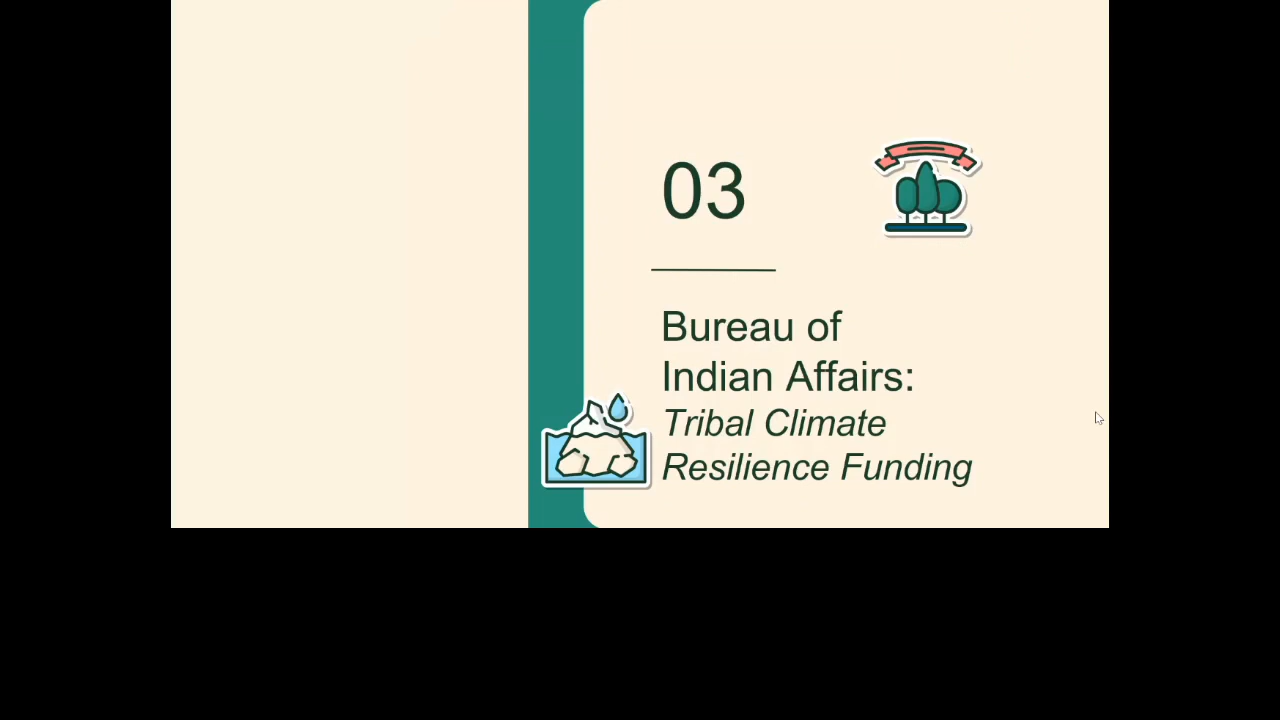 03
Bureau of
Indian Affairs:
Tribal Climate
Resilience Funding